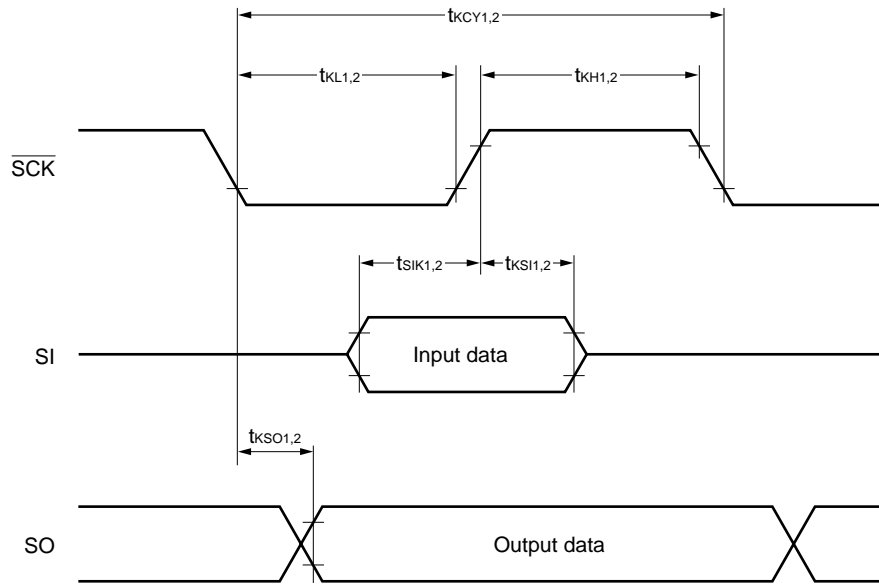 tKCY1,2
tKL1,2
tKH1,2
SCK
tSIK1,2
tKSI1,2
SI
Input data
tKSO1,2
SO
Output data